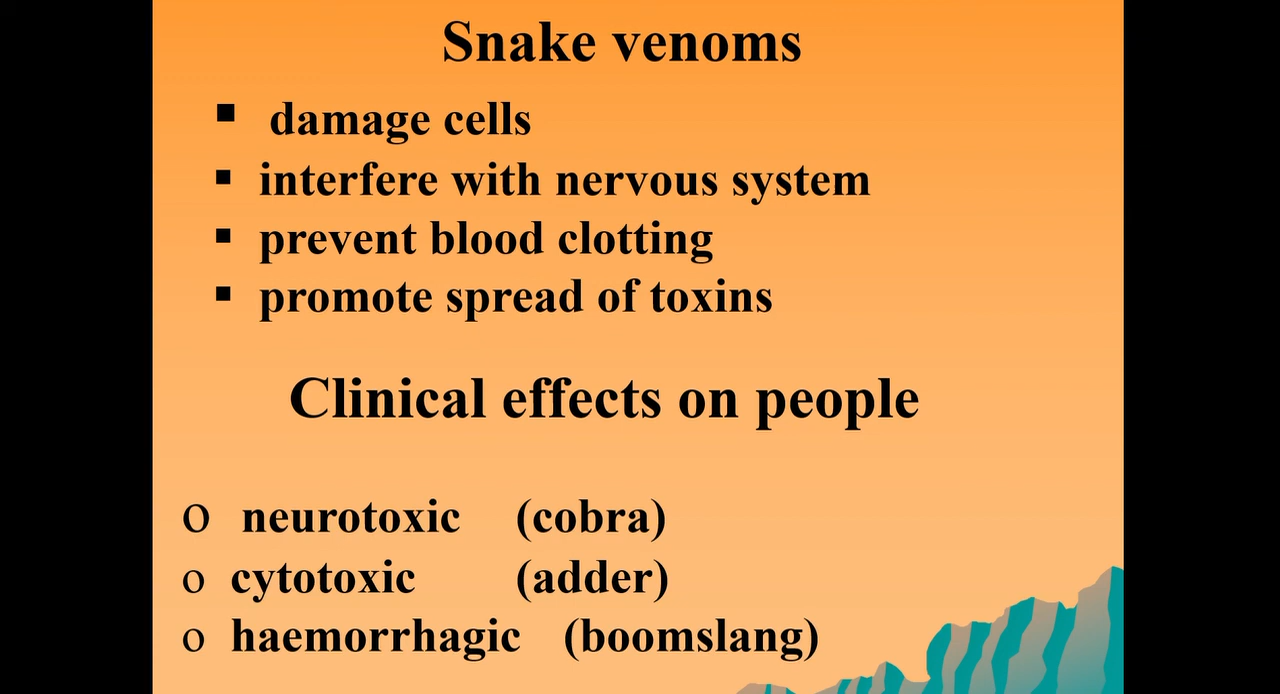 Snake venoms
▪ damage cells
▪ interfere with nervous system
▪ prevent blood clotting
▪ promote spread of toxins
Clinical effects on people
o neurotoxic (cobra)
o cytotoxic (adder)
o haemorrhagic (boomslang)